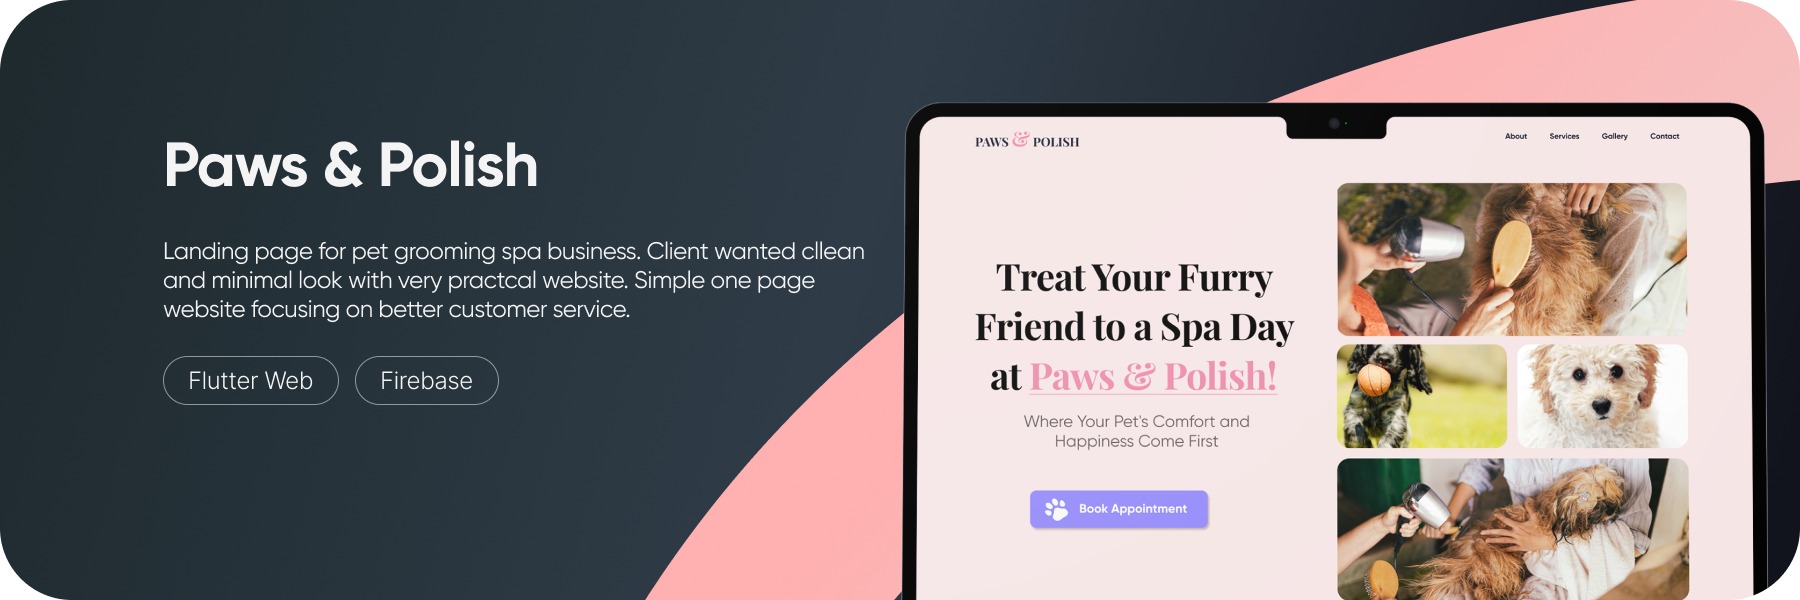 Paws & Polish
Landing page for pet grooming spa business. Client wanted cllean
and minimal look with very practcal website. Simple one page
website focusing on better customer service.
Flutter Web
Firebase
PAWS & POLISH
About
Services
Gallery
Contact
Treat Your Furry
Friend to a Spa Day
at Paws & Polish!
Where Your Pet's Comfort and
Happiness Come First
Book Appointment